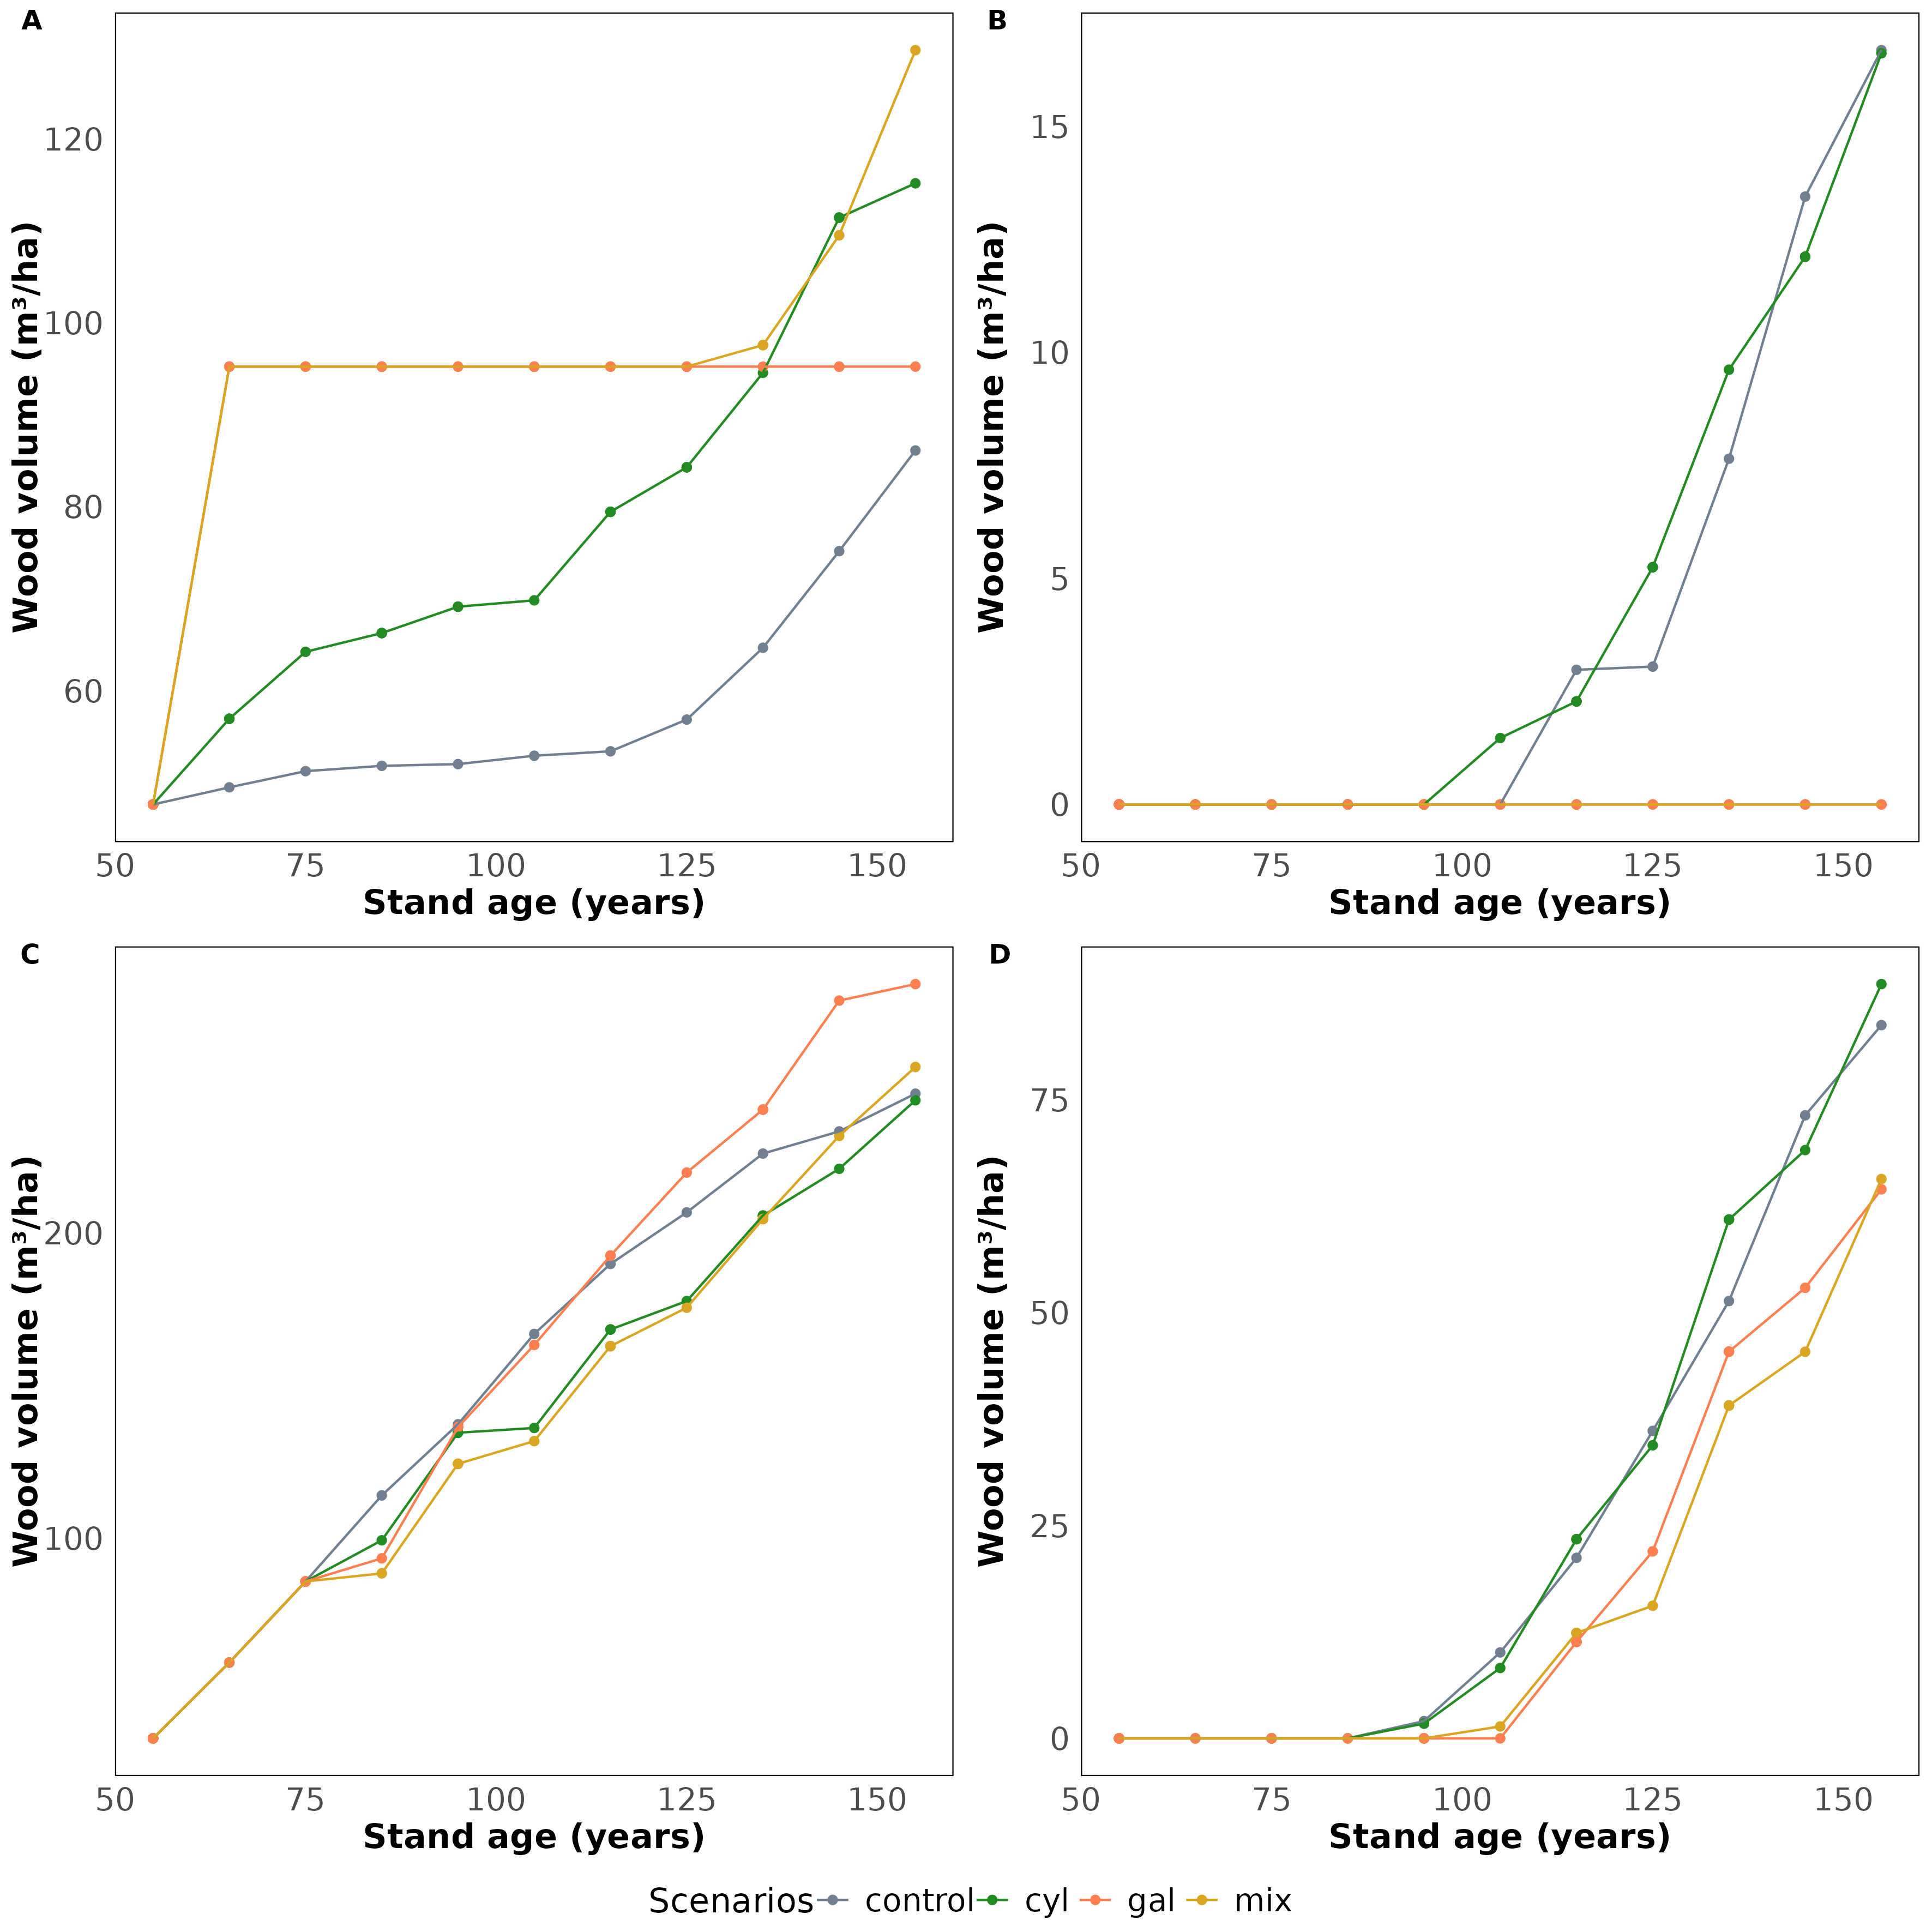 A
Wood volume (m³/ha)
120
100
80
60
50 75 100 125 150
Stand age (years)
B
Wood volume (m³/ha)
15
10
5
0
50 75 100 125 150
Stand age (years)
C
Wood volume (m³/ha)
200
100
50 75 100 125 150
Stand age (years)
D
Wood volume (m³/ha)
75
50
25
0
50 75 100 125 150
Stand age (years)
Scenarios control cyl gal mix